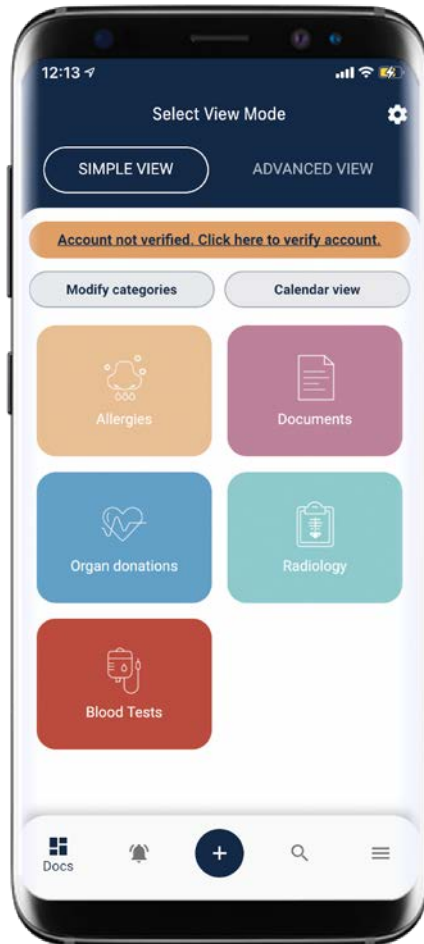 12:13
Select View Mode
SIMPLE VIEW
ADVANCED VIEW
Account not verified. Click here to verify account.
Modify categories
Calendar view
Allergies
Documents
Organ donations
Radiology
Blood Tests
Docs